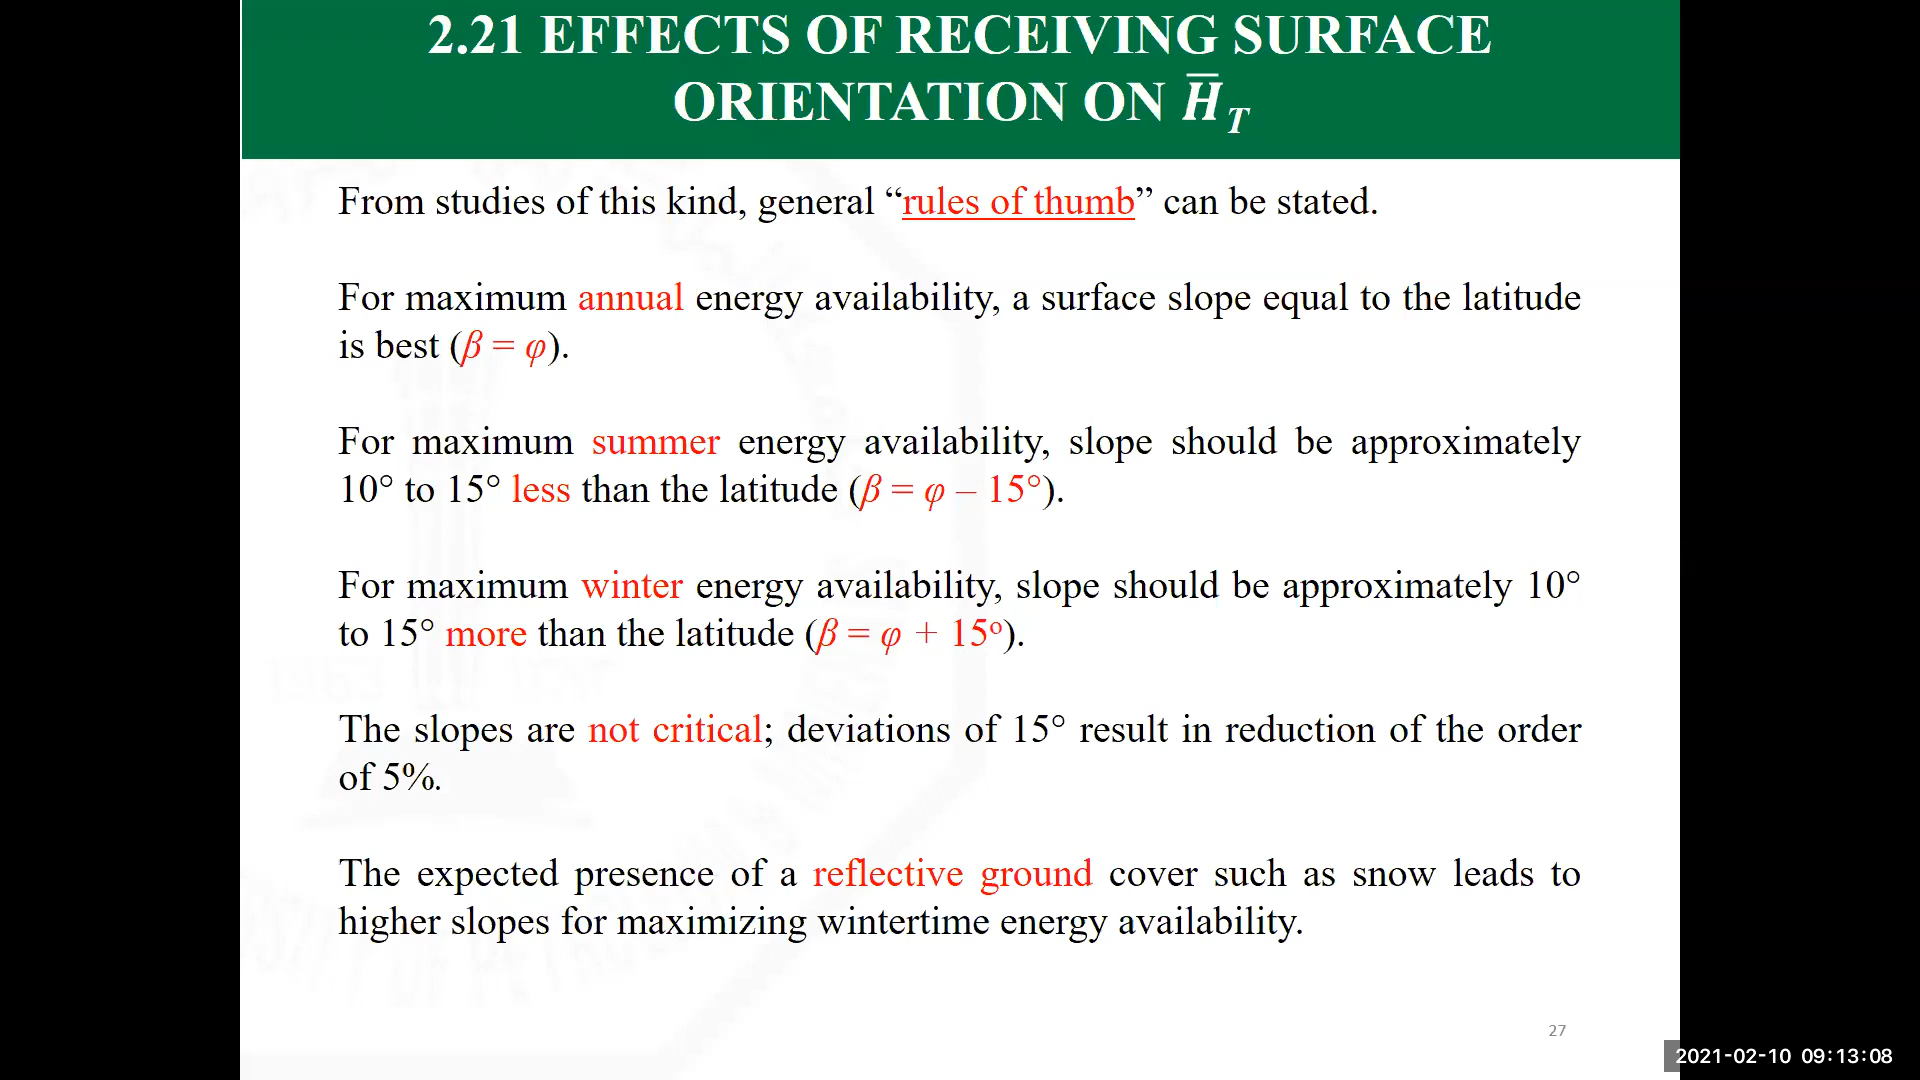 2.21 EFFECTS OF RECEIVING SURFACE
ORIENTATION ON H̅_T
From studies of this kind, general “rules of thumb” can be stated.
For maximum annual energy availability, a surface slope equal to the latitude
is best (β = φ).
For maximum summer energy availability, slope should be approximately
10° to 15° less than the latitude (β = φ – 15°).
For maximum winter energy availability, slope should be approximately 10°
to 15° more than the latitude (β = φ + 15º).
The slopes are not critical; deviations of 15° result in reduction of the order
of 5%.
The expected presence of a reflective ground cover such as snow leads to
higher slopes for maximizing wintertime energy availability.
27
2021-02-10 09:13:08